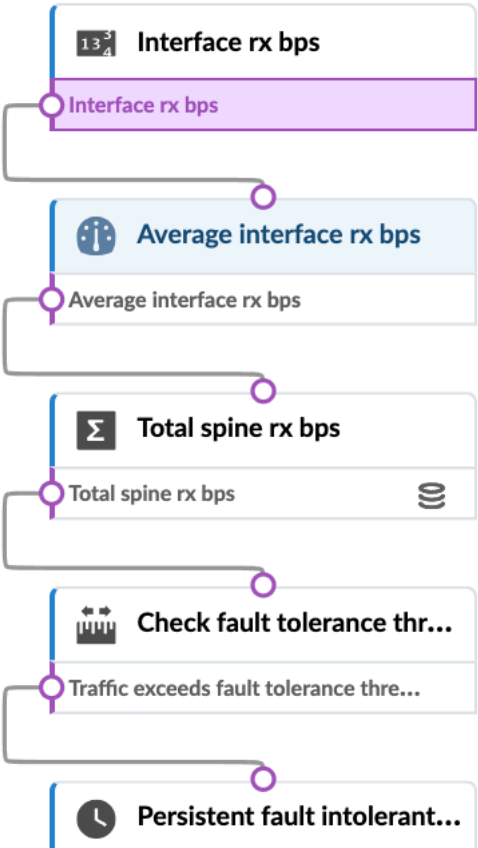 Interface rx bps
Interface rx bps
Average interface rx bps
Average interface rx bps
Σ Total spine rx bps
Total spine rx bps
Check fault tolerance thr...
Traffic exceeds fault tolerance thre...
Persistent fault intolerant...